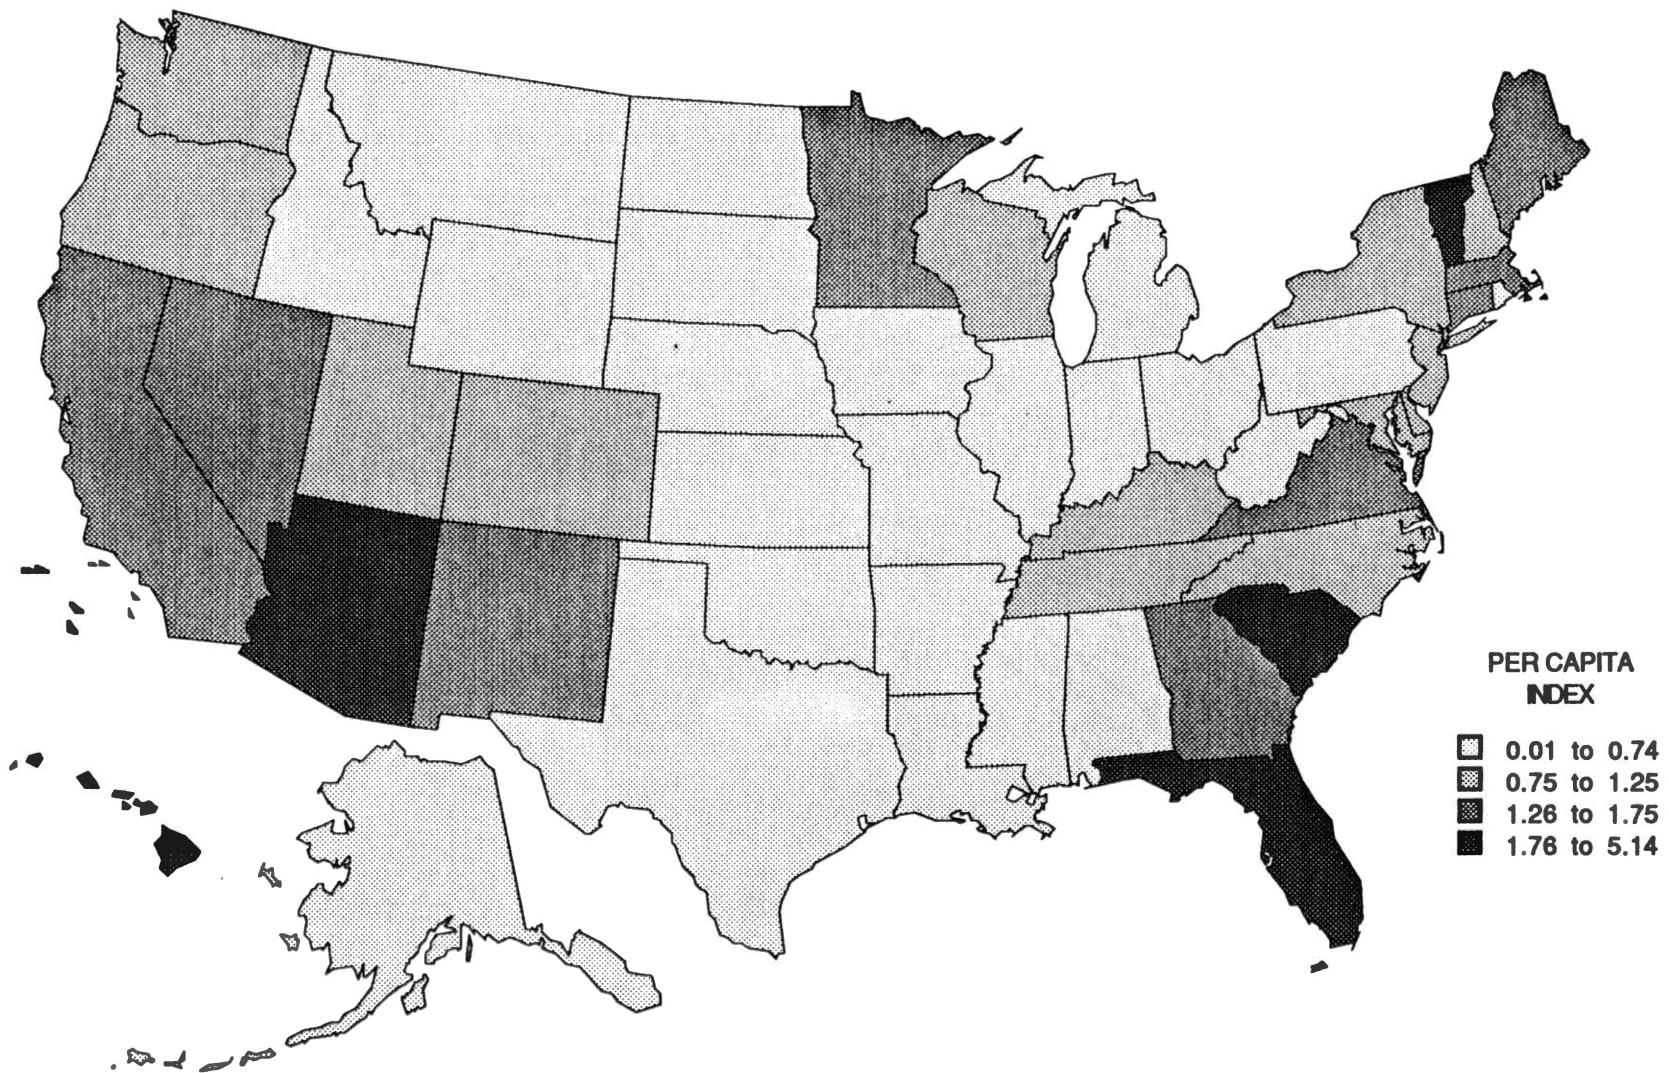 PER CAPITA
INDEX
0.01 to 0.74
0.75 to 1.25
1.26 to 1.75
1.76 to 5.14